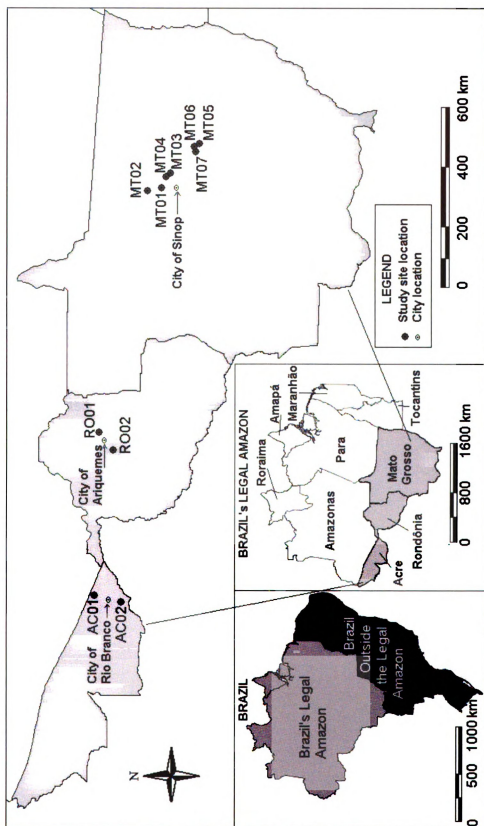 AC01
City of
Rio Branco
AC02
City of
Ariquemes
RO01
RO02
MT02
MT01
MT04
MT03
City of Sinop
MT06
MT07
MT05
N
LEGEND
Study site location
City location
0 200 400 600 km
BRAZIL
Brazil's Legal
Amazon
Brazil
Outside
the Legal
Amazon
0 500 1000 km
BRAZIL's LEGAL AMAZON
Roraima
Amapá
Maranhão
Amazonas
Para
Tocantins
Mato
Grosso
Rondônia
Acre
0 800 1600 km